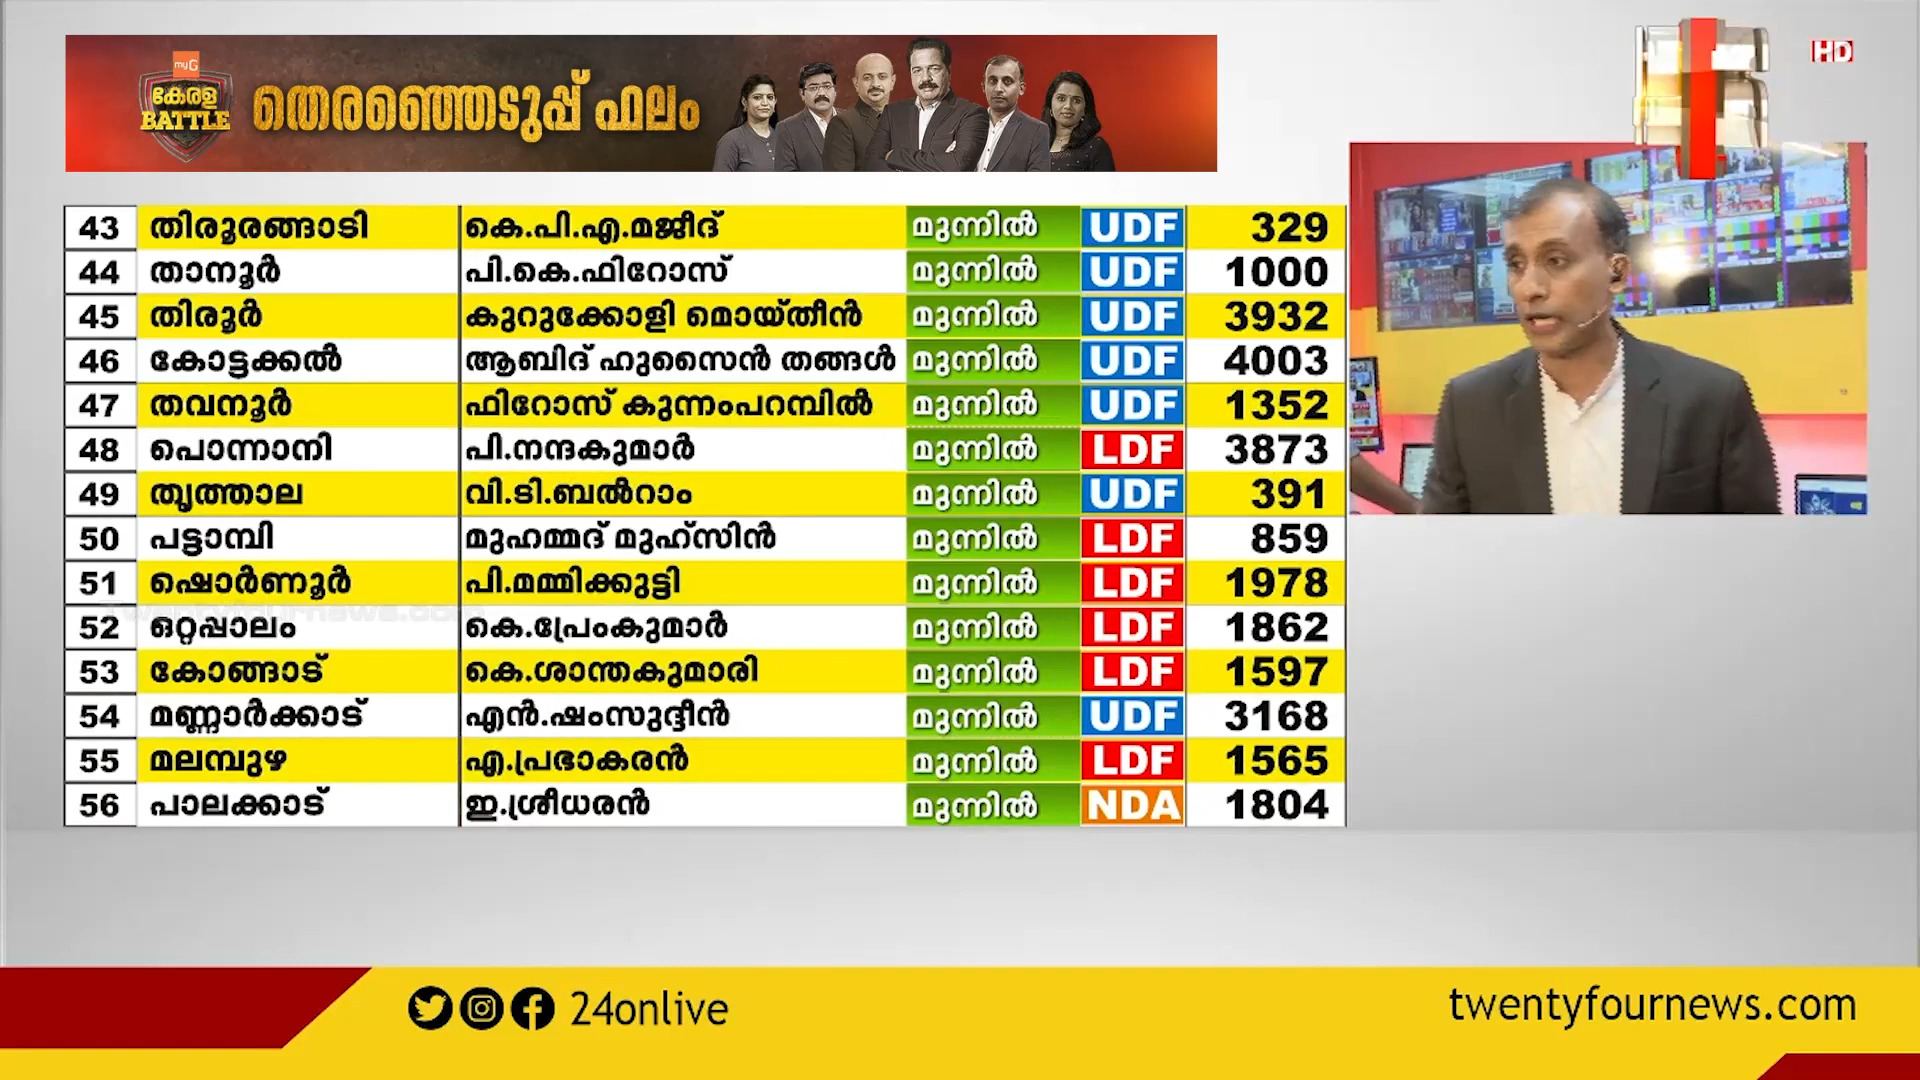 myG
കേരള
BATTLE
തെരഞ്ഞെടുപ്പ് ഫലം
HD
43 തിരൂരങ്ങാടി കെ.പി.എ.മജീദ് മുന്നിൽ UDF 329
44 താനൂർ പി.കെ.ഫിറോസ് മുന്നിൽ UDF 1000
45 തിരൂർ കുറുക്കോളി മൊയ്തീൻ മുന്നിൽ UDF 3932
46 കോട്ടക്കൽ ആബിദ് ഹുസൈൻ തങ്ങൾ മുന്നിൽ UDF 4003
47 തവനൂർ ഫിറോസ് കുന്നംപറമ്പിൽ മുന്നിൽ UDF 1352
48 പൊന്നാനി പി.നന്ദകുമാർ മുന്നിൽ LDF 3873
49 തൃത്താല വി.ടി.ബൽറാം മുന്നിൽ UDF 391
50 പട്ടാമ്പി മുഹമ്മദ് മുഹ്സിൻ മുന്നിൽ LDF 859
51 ഷൊർണൂർ പി.മമ്മിക്കുട്ടി മുന്നിൽ LDF 1978
Twentyfournews.com
52 ഒറ്റപ്പാലം കെ.പ്രേംകുമാർ മുന്നിൽ LDF 1862
53 കോങ്ങാട് കെ.ശാന്തകുമാരി മുന്നിൽ LDF 1597
54 മണ്ണാർക്കാട് എൻ.ഷംസുദ്ദീൻ മുന്നിൽ UDF 3168
55 മലമ്പുഴ എ.പ്രഭാകരൻ മുന്നിൽ LDF 1565
56 പാലക്കാട് ഇ.ശ്രീധരൻ മുന്നിൽ NDA 1804
24onlive
twentyfournews.com